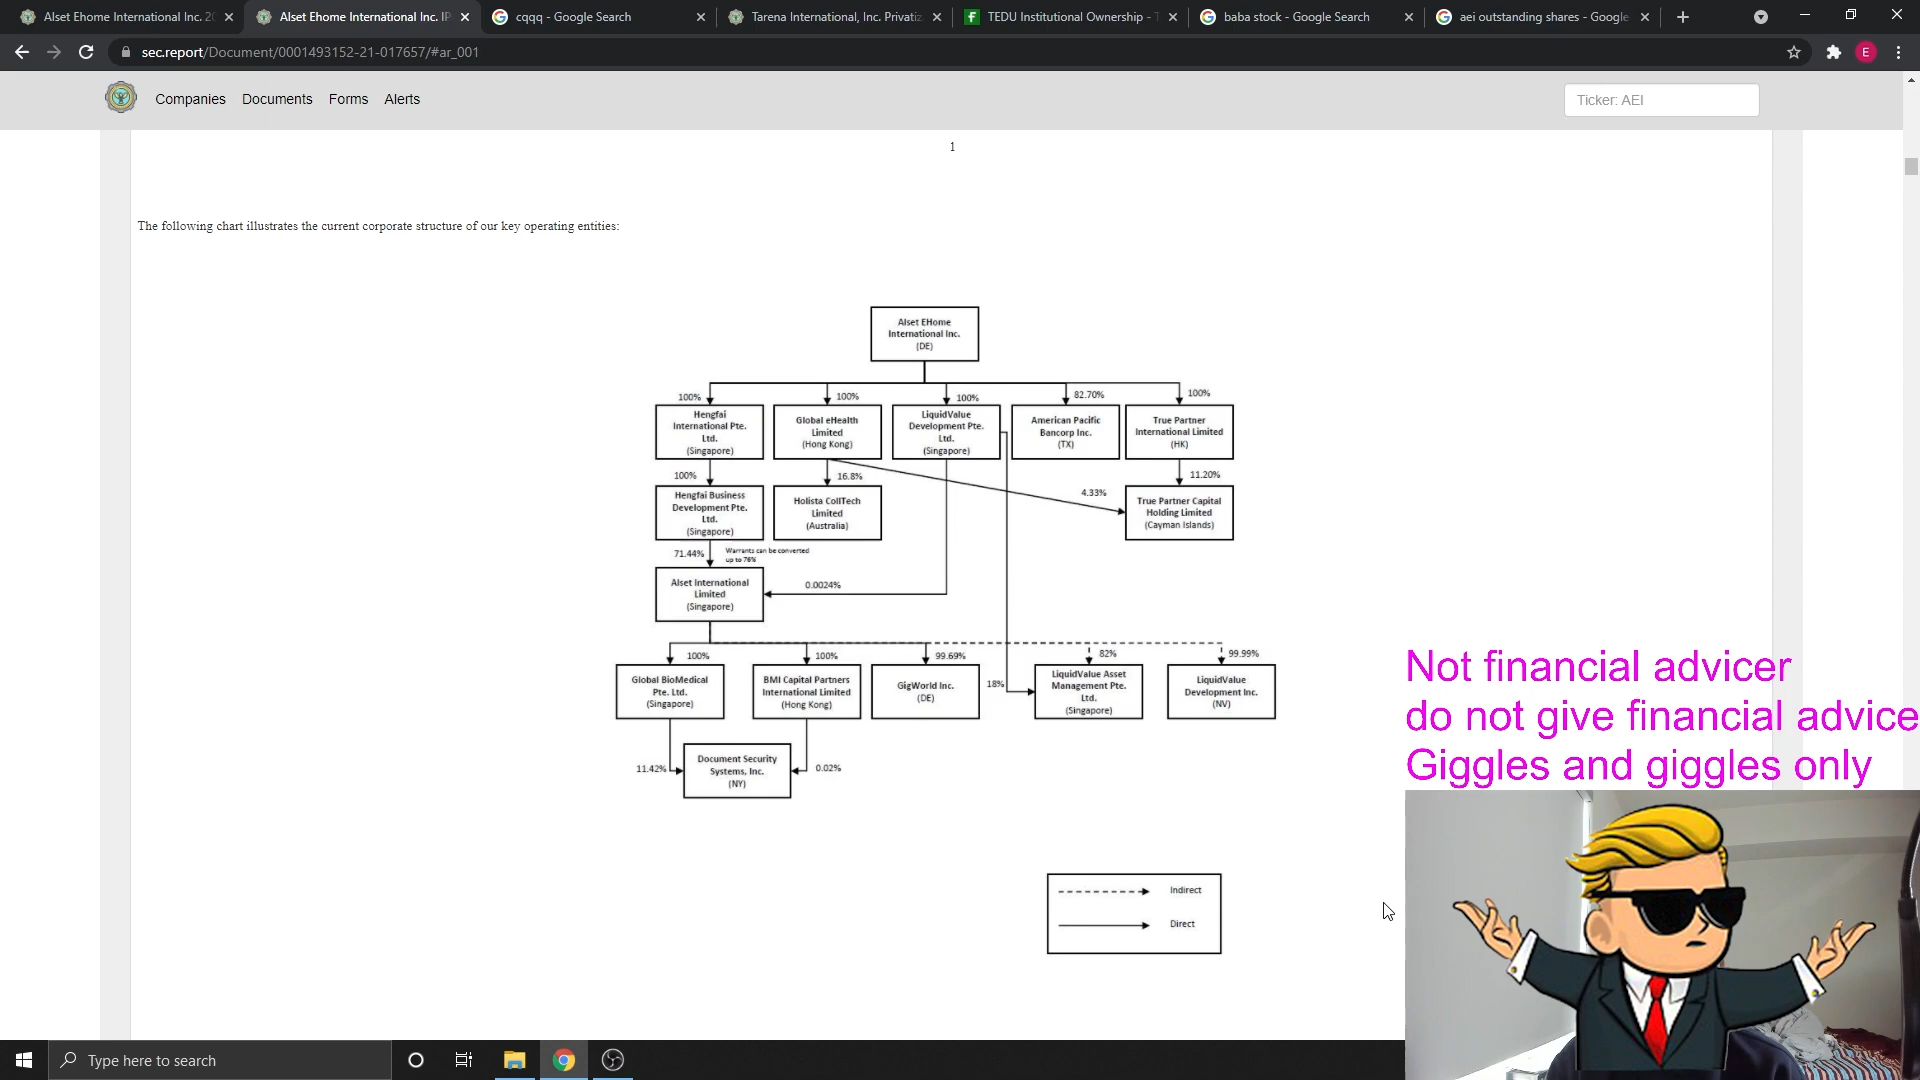 Alset Ehome International Inc. 20
Alset Ehome International Inc. IP
cqqq - Google Search
Tarena International, Inc. Privatiz
TEDU Institutional Ownership - T
baba stock - Google Search
aei outstanding shares - Google
sec.report/Document/0001493152-21-017657/#ar_001
E
Companies
Documents
Forms
Alerts
Ticker: AEI
1
The following chart illustrates the current corporate structure of our key operating entities:
Alset EHome
International Inc.
(DE)
100%
100%
100%
82.70%
100%
Hengfai
International Pte.
Ltd.
(Singapore)
Global eHealth
Limited
(Hong Kong)
LiquidValue
Development Pte.
Ltd.
(Singapore)
American Pacific
Bancorp Inc.
(TX)
True Partner
International Limited
(HK)
100%
16.8%
4.33%
11.20%
Hengfai Business
Development Pte.
Ltd.
(Singapore)
Holista CollTech
Limited
(Australia)
True Partner Capital
Holding Limited
(Cayman Islands)
71.44%
Warrants can be converted
up to 76%
Alset International
Limited
(Singapore)
0.0024%
100%
100%
99.69%
82%
99.99%
Global BioMedical
Pte. Ltd.
(Singapore)
BMI Capital Partners
International Limited
(Hong Kong)
GigWorld Inc.
(DE)
18%
LiquidValue Asset
Management Pte.
Ltd.
(Singapore)
LiquidValue
Development Inc.
(NV)
11.42%
Document Security
Systems, Inc.
(NY)
0.02%
Indirect
Direct
Not financial advicer
do not give financial advice
Giggles and giggles only
Type here to search